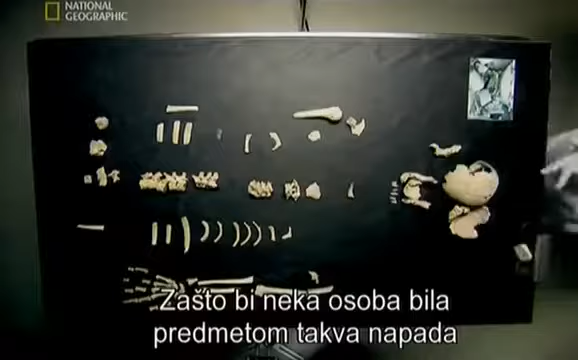 NATIONAL
GEOGRAPHIC
Zašto bi neka osoba bila
predmetom takva napada